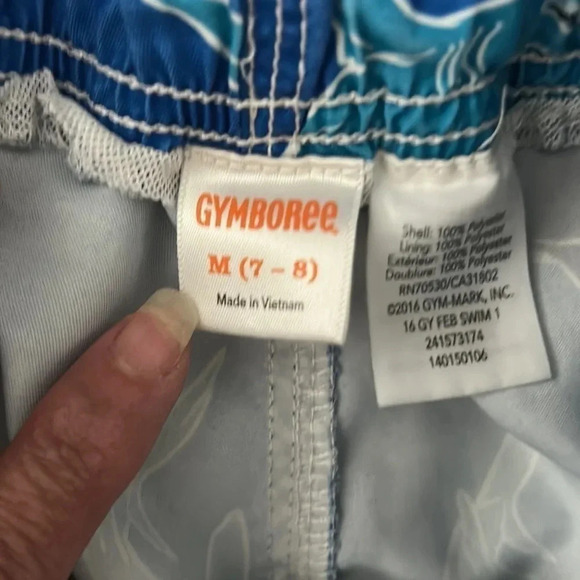 GYMBOREE
M (7 – 8)
Made in Vietnam
Shell: 100% Polyester
Lining: 100% Polyester
Extérieur: 100% Polyester
Doublure: 100% Polyester
RN70530/CA31802
©2016 GYM-MARK, INC.
16 GY FEB SWIM 1
241573174
140150106